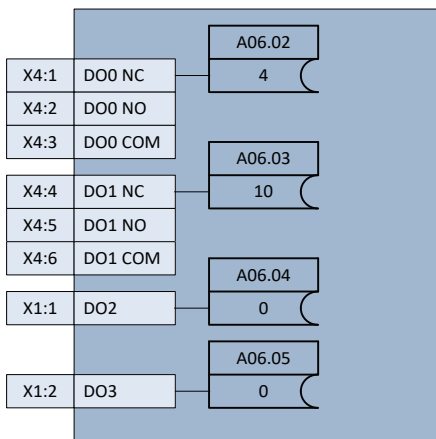 A06.02
X4:1 DO0 NC 4
X4:2 DO0 NO
X4:3 DO0 COM
A06.03
X4:4 DO1 NC 10
X4:5 DO1 NO
X4:6 DO1 COM
A06.04
X1:1 DO2 0
A06.05
X1:2 DO3 0